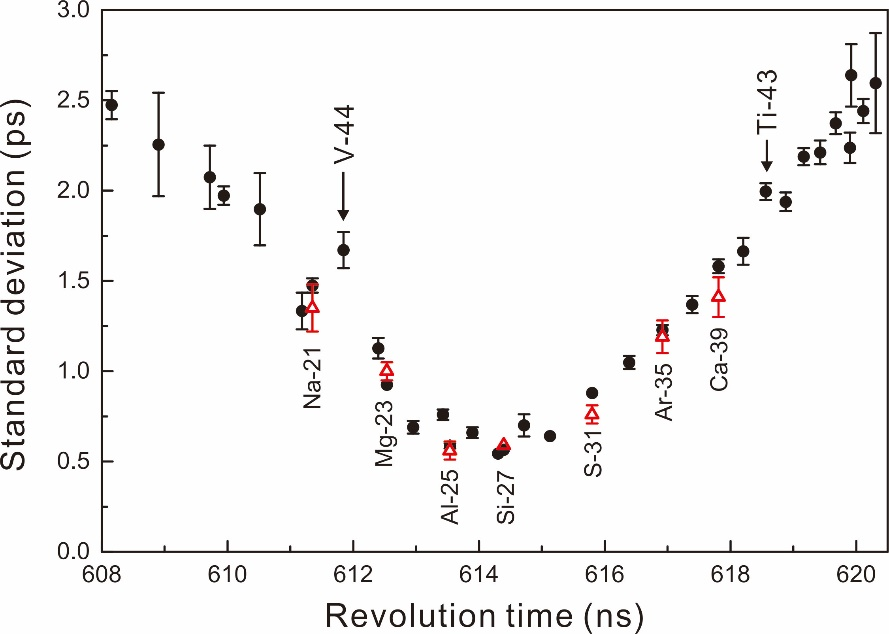 3.0
2.5
2.0
1.5
1.0
0.5
0.0
Standard deviation (ps)
V-44
Ti-43
Na-21
Mg-23
Al-25
Si-27
S-31
Ar-35
Ca-39
608 610 612 614 616 618 620
Revolution time (ns)